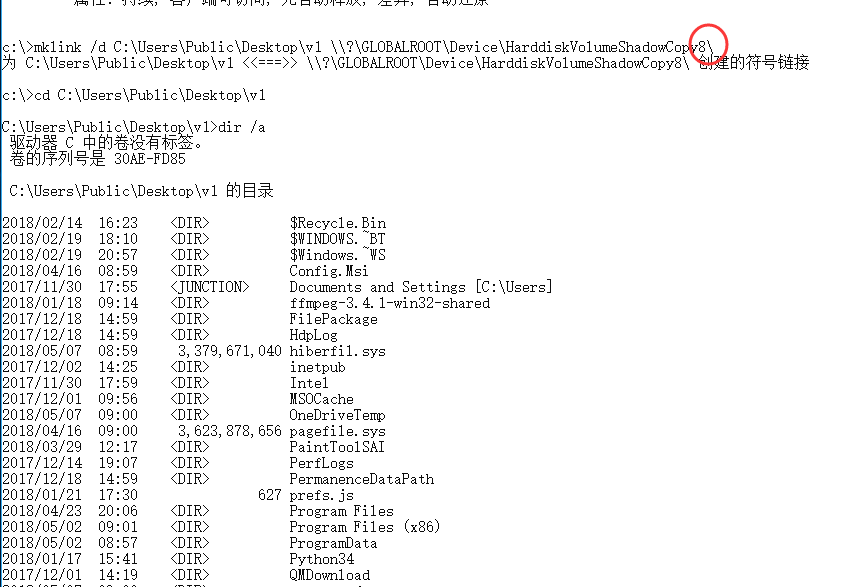 属性: 持续，客户端可访问，无自动释放，差异，自动还原
c:\>mklink /d C:\Users\Public\Desktop\v1 \\?\GLOBALROOT\Device\HarddiskVolumeShadowCopy8\
为 C:\Users\Public\Desktop\v1 <<===>> \\?\GLOBALROOT\Device\HarddiskVolumeShadowCopy8\ 创建的符号链接
c:\>cd C:\Users\Public\Desktop\v1
C:\Users\Public\Desktop\v1>dir /a
驱动器 C 中的卷没有标签。
卷的序列号是 30AE-FD85
C:\Users\Public\Desktop\v1 的目录
2018/02/14 16:23 <DIR> $Recycle.Bin
2018/02/19 18:10 <DIR> $WINDOWS.~BT
2018/02/19 20:57 <DIR> $Windows.~WS
2018/04/16 08:59 <DIR> Config.Msi
2017/11/30 17:55 <JUNCTION> Documents and Settings [C:\Users]
2018/01/18 09:14 <DIR> ffmpeg-3.4.1-win32-shared
2017/12/18 14:59 <DIR> FilePackage
2017/12/18 14:59 <DIR> HdpLog
2018/05/07 08:59 3,379,671,040 hiberfil.sys
2017/12/02 14:25 <DIR> inetpub
2017/11/30 17:59 <DIR> Intel
2017/12/01 09:56 <DIR> MSOCache
2018/05/07 09:00 <DIR> OneDriveTemp
2018/04/16 09:00 3,623,878,656 pagefile.sys
2018/03/29 12:17 <DIR> PaintToolSAI
2017/12/14 19:07 <DIR> PerfLogs
2017/12/18 14:59 <DIR> PermanenceDataPath
2018/01/21 17:30 627 prefs.js
2018/04/23 20:06 <DIR> Program Files
2018/05/02 09:01 <DIR> Program Files (x86)
2018/05/02 08:57 <DIR> ProgramData
2018/01/17 15:41 <DIR> Python34
2017/12/01 14:19 <DIR> QMDownload